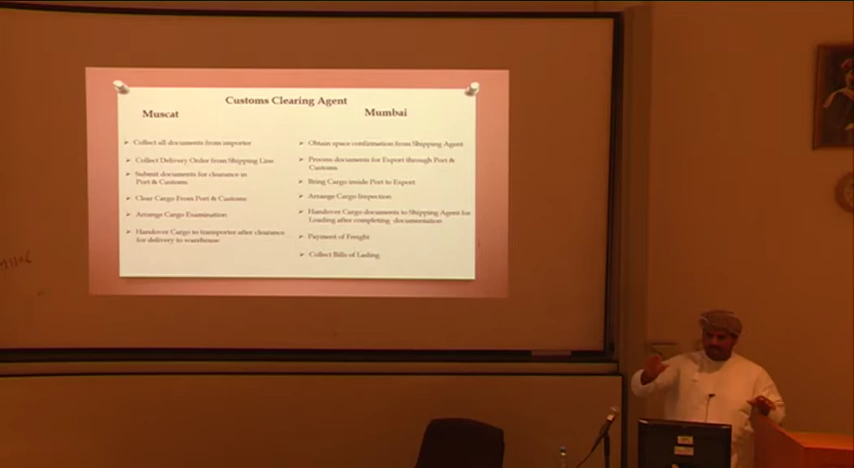 Customs Clearing Agent
Muscat
➢ Collect all documents from importer
➢ Collect Delivery Order from Shipping Line
➢ Submit documents for clearance in
Port & Customs
➢ Clear Cargo From Port & Customs
➢ Arrange Cargo Examination
➢ Handover Cargo to transporter after clearance
for delivery to warehouse
Mumbai
➢ Obtain space confirmation from Shipping Agent
➢ Process documents for Export through Port &
Customs
➢ Bring Cargo inside Port to Export
➢ Arrange Cargo Inspection
➢ Handover Cargo documents to Shipping Agent for
Loading after completing documentation
➢ Payment of Freight
➢ Collect Bills of Lading